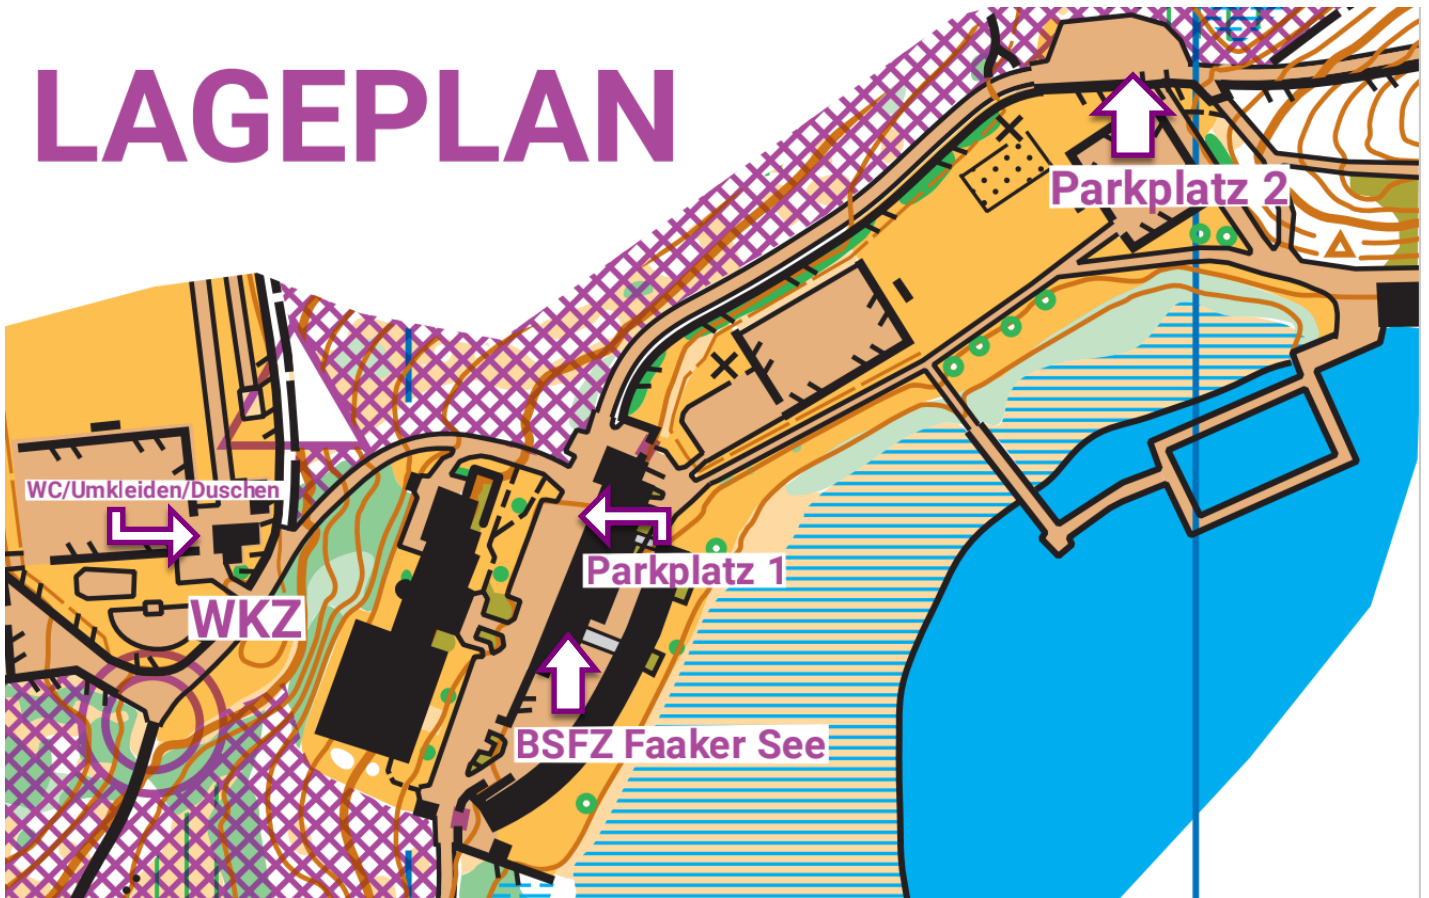 LAGEPLAN
Parkplatz 2
WC/Umkleiden/Duschen
Parkplatz 1
WKZ
BSFZ Faaker See